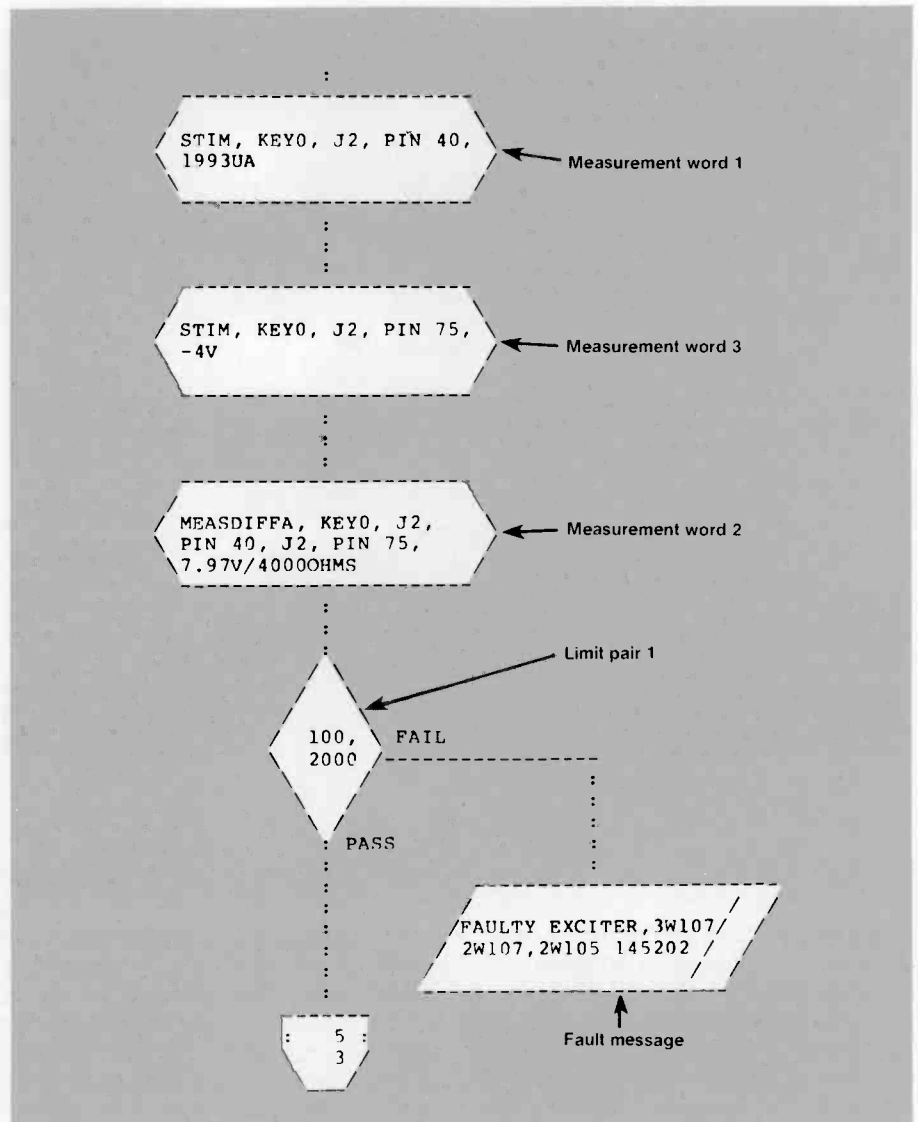 STIM, KEY0, J2, PIN 40,
1993UA
Measurement word 1
STIM, KEY0, J2, PIN 75,
-4V
Measurement word 3
MEASDIFFA, KEY0, J2,
PIN 40, J2, PIN 75,
7.97V/4000OHMS
Measurement word 2
Limit pair 1
100,
2000
FAIL
PASS
FAULTY EXCITER,3W107/
2W107,2W105 145202
Fault message
5
3